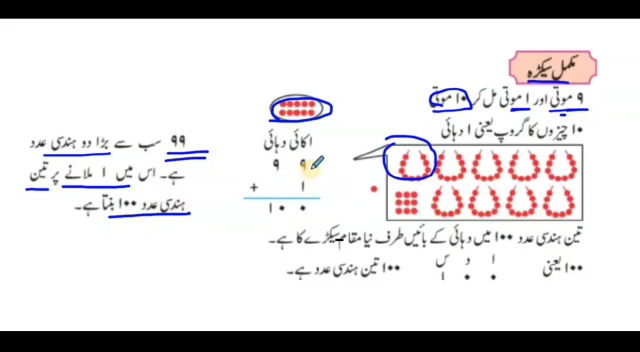 مکمل سیکڑہ
۹ موتی اور ۱ موتی مل کر ۱۰ موتی
۱۰ چیزوں کا گروپ یعنی ۱ دہائی
اکائی دہائی
۹ ۹
+ ۱
۱ ۰ ۰
۹۹ سب سے بڑا دو ہندسی عدد
ہے۔ اس میں ۱ ملانے پر تین
ہندسی عدد ۱۰۰ بنتا ہے۔
تین ہندسی عدد ۱۰۰ میں دہائی کے بائیں طرف نیا مقام سیکڑے کا ہے۔
۱۰۰ یعنی س د ا ۱۰۰ تین ہندسی عدد ہے۔
۱ ۰ ۰